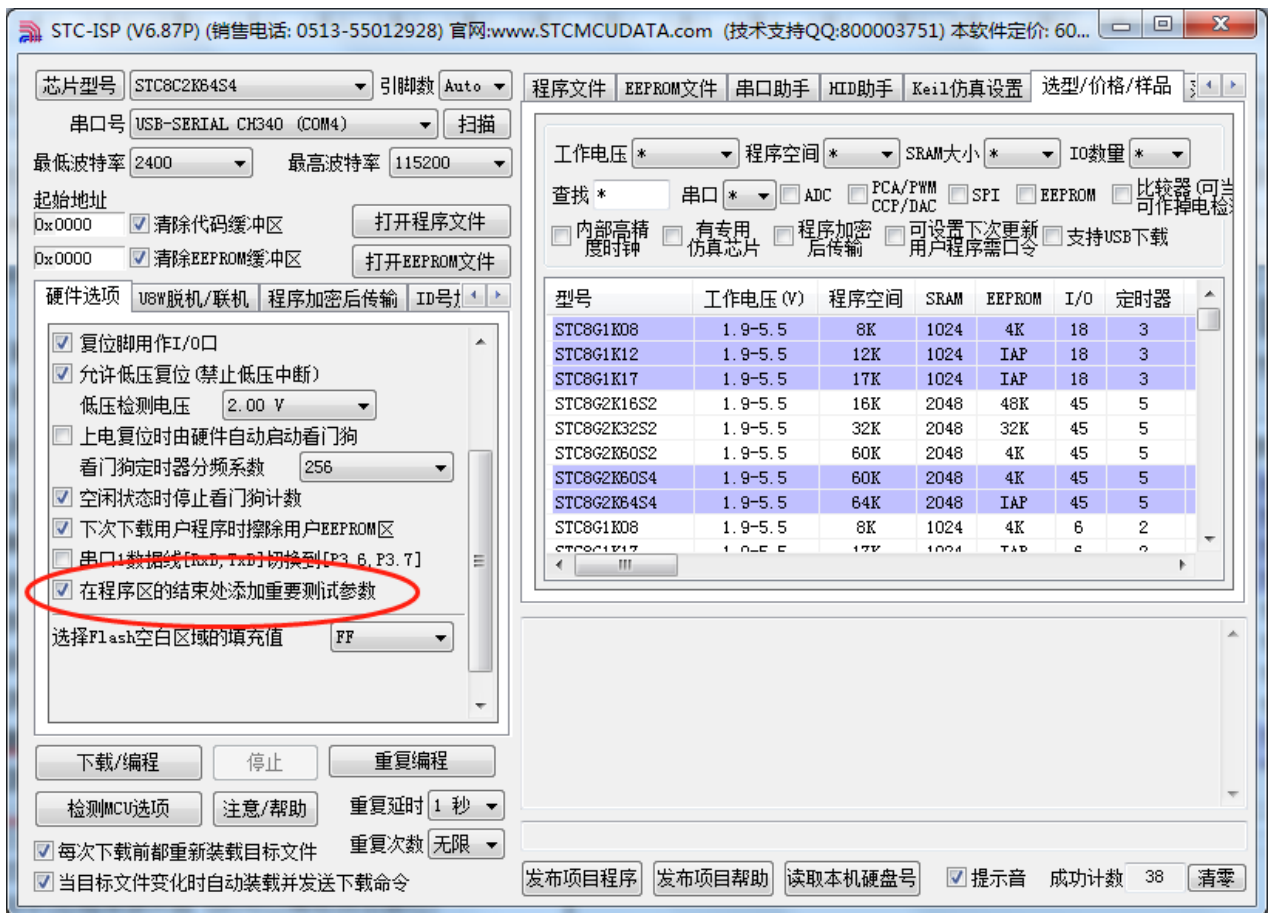 STC-ISP (V6.87P) (销售电话: 0513-55012928) 官网:www.STCMCUDATA.com (技术支持QQ:800003751) 本软件定价: 60...
芯片型号 STC8C2K64S4 引脚数 Auto
串口号 USB-SERIAL CH340 (COM4) 扫描
最低波特率 2400 最高波特率 115200
起始地址
0x0000 清除代码缓冲区 打开程序文件
0x0000 清除EEPROM缓冲区 打开EEPROM文件
硬件选项 U8W脱机/联机 程序加密后传输
复位脚用作I/O口
允许低压复位(禁止低压中断)
低压检测电压 2.00 V
上电复位时由硬件自动启动看门狗
看门狗定时器分频系数 256
空闲状态时停止看门狗计数
下次下载用户程序时擦除用户EEPROM区
串口1数据线[RxD,TxD]切换到[P3.6,P3.7]
在程序区的结束处添加重要测试参数
选择Flash空白区域的填充值 FF
下载/编程 停止 重复编程
检测MCU选项 注意/帮助 重复延时 1 秒
每次下载前都重新装载目标文件 重复次数 无限
当目标文件变化时自动装载并发送下载命令
程序文件 EEPROM文件 串口助手 HID助手 Keil仿真设置 选型/价格/样品
工作电压 * 程序空间 * SRAM大小 * IO数量 *
查找 * 串口 * ADC PCA/PWM CCP/DAC SPI EEPROM 比较器(可当 可作掉电检
内部高精度时钟 有专用仿真芯片 程序加密后传输 可设置下次更新用户程序需口令 支持USB下载
型号 工作电压(V) 程序空间 SRAM EEPROM I/O 定时器
STC8G1K08 1.9-5.5 8K 1024 4K 18 3
STC8G1K12 1.9-5.5 12K 1024 IAP 18 3
STC8G1K17 1.9-5.5 17K 1024 IAP 18 3
STC8G2K16S2 1.9-5.5 16K 2048 48K 45 5
STC8G2K32S2 1.9-5.5 32K 2048 32K 45 5
STC8G2K60S2 1.9-5.5 60K 2048 4K 45 5
STC8G2K60S4 1.9-5.5 60K 2048 4K 45 5
STC8G2K64S4 1.9-5.5 64K 2048 IAP 45 5
STC8G1K08 1.9-5.5 8K 1024 4K 6 2
STC8G1K17 1.9-5.5 17K 1024 IAP 6 2
发布项目程序 发布项目帮助 读取本机硬盘号 提示音 成功计数 38 清零